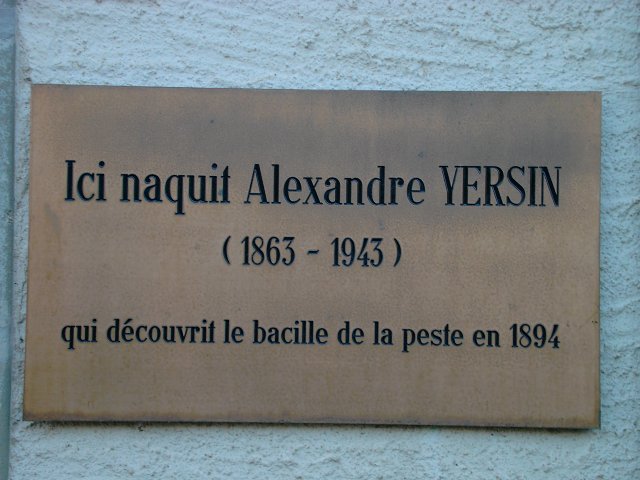 Ici naquit Alexandre YERSIN
( 1863 - 1943 )
qui découvrit le bacille de la peste en 1894